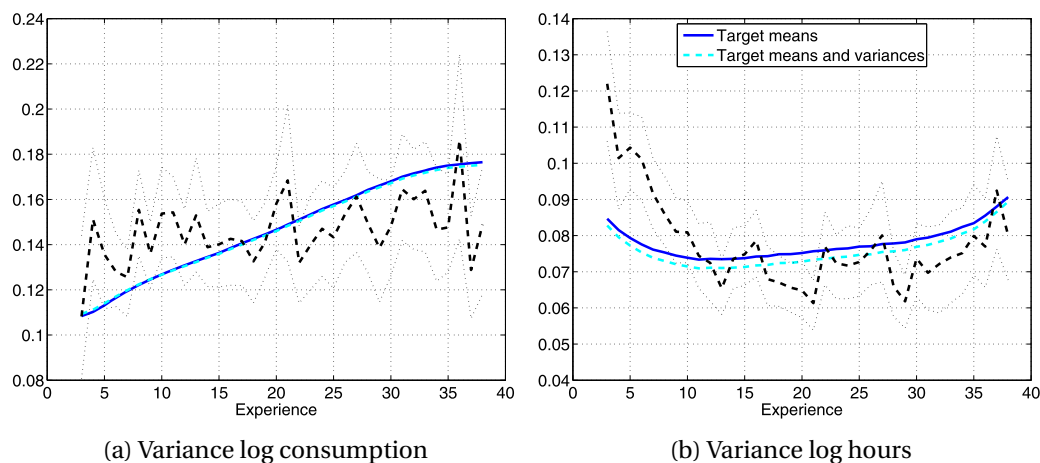 0.24
0.22
0.2
0.18
0.16
0.14
0.12
0.1
0.08
0 5 10 15 20 25 30 35 40
Experience
(a) Variance log consumption
0.14
0.13
0.12
0.11
0.1
0.09
0.08
0.07
0.06
0.05
0.04
0 5 10 15 20 25 30 35 40
Experience
Target means
Target means and variances
(b) Variance log hours